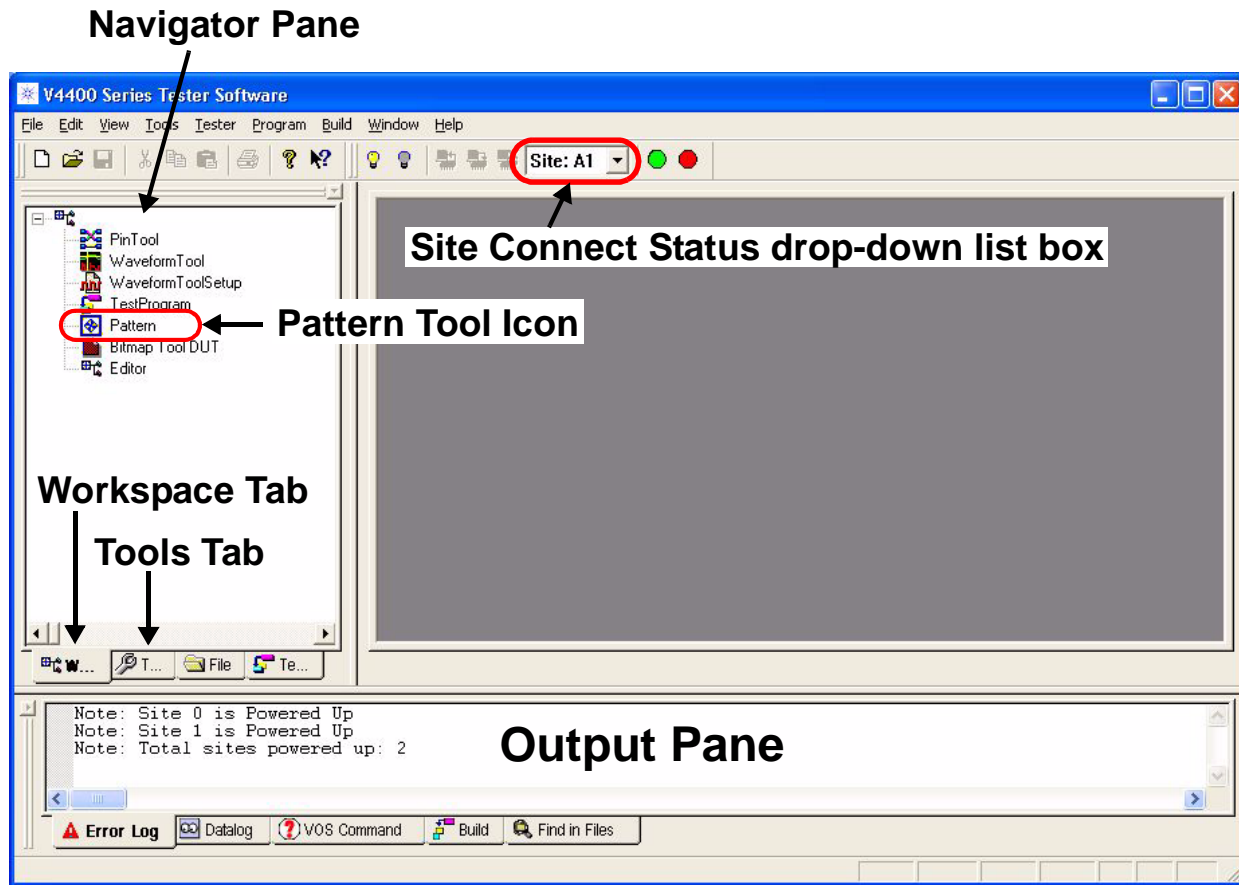 Navigator Pane
V4400 Series Tester Software
File Edit View Tools Tester Program Build Window Help
Site: A1
PinTool
WaveformTool
WaveformToolSetup
TestProgram
Pattern
Bitmap Tool DUT
Editor
Site Connect Status drop-down list box
Pattern Tool Icon
Workspace Tab
Tools Tab
W... T... File Te...
Note: Site 0 is Powered Up
Note: Site 1 is Powered Up
Note: Total sites powered up: 2
Output Pane
Error Log Datalog VOS Command Build Find in Files